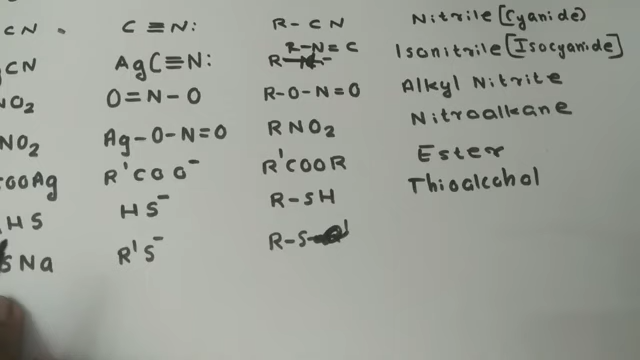 CN C≡N: R-CN Nitrile [Cyanide)
CN AgC≡N: R-N≡C Isonitrile [Isocyanide]
NO2 O=N-O R-O-N=O Alkyl Nitrite
NO2 Ag-O-N=O RNO2 Nitroalkane
COOAg R'COO⁻ R'COOR Ester
HS HS⁻ R-SH Thioalcohol
SNa R'S⁻ R-S-